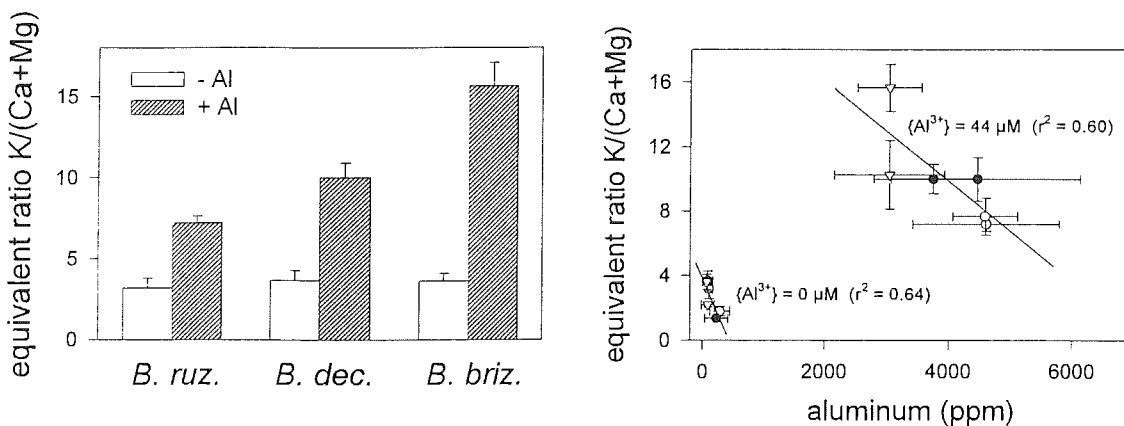 equivalent ratio K/(Ca+Mg)
15
10
5
0
- Al
+ Al
B. ruz.
B. dec.
B. briz.
equivalent ratio K/(Ca+Mg)
16
12
8
4
0
{Al³⁺} = 44 µM (r² = 0.60)
{Al³⁺} = 0 µM (r² = 0.64)
0
2000
4000
6000
aluminum (ppm)